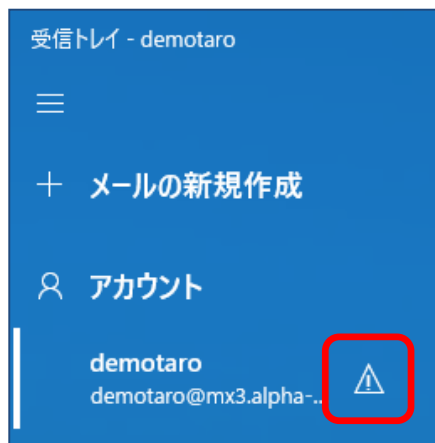 受信トレイ - demotaro
メールの新規作成
アカウント
demotaro
demotaro@mx3.alpha-..